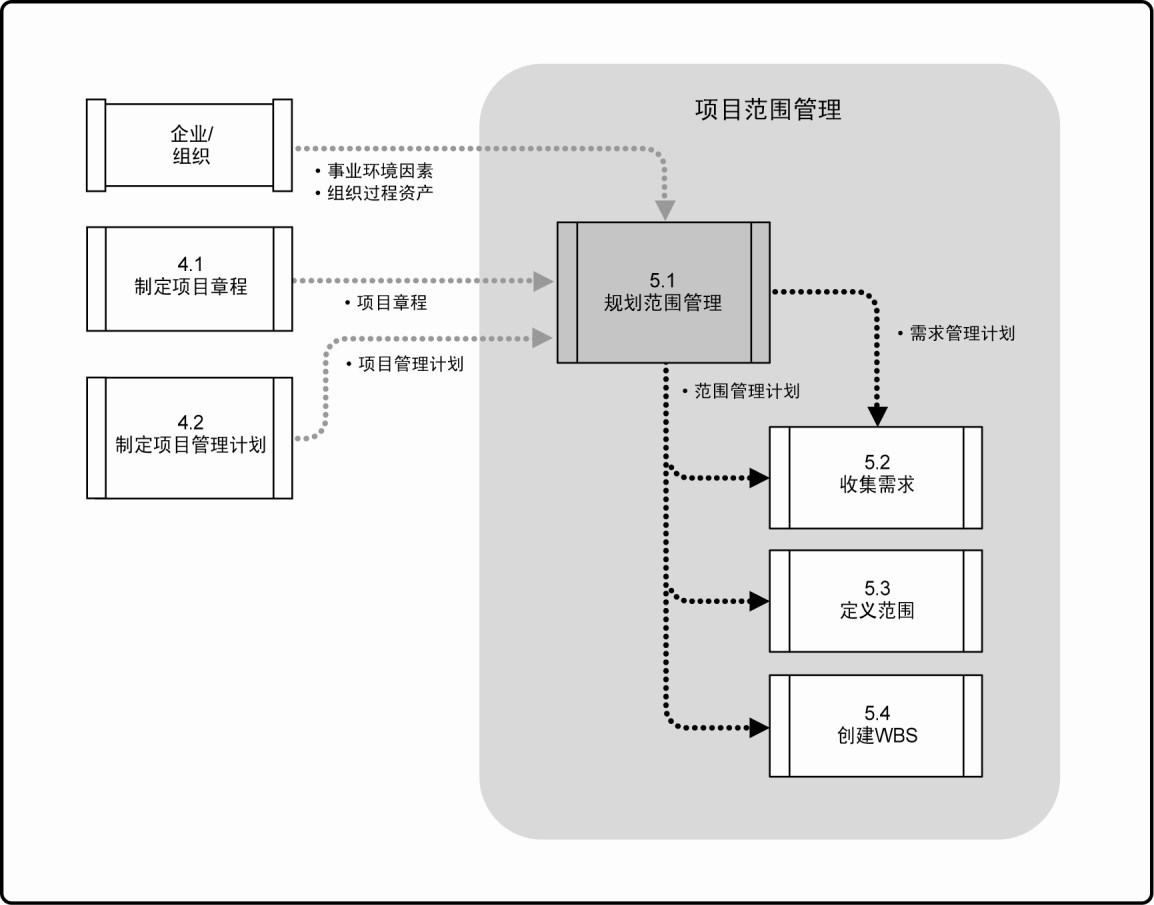 项目范围管理
企业/
组织
• 事业环境因素
• 组织过程资产
4.1
制定项目章程
• 项目章程
5.1
规划范围管理
• 需求管理计划
• 项目管理计划
• 范围管理计划
4.2
制定项目管理计划
5.2
收集需求
5.3
定义范围
5.4
创建WBS